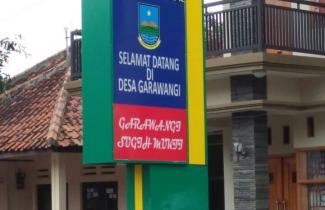 SELAMAT DATANG
DI
DESA GARAWANGI
GARAWANGI
SUGIH MUKTI